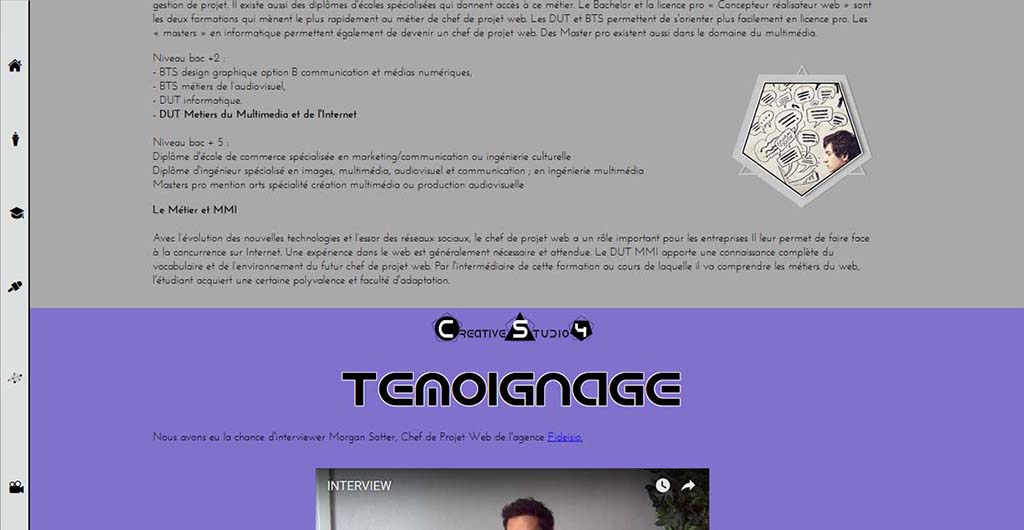 gestion de projet. Il existe aussi des diplômes d'écoles spécialisées qui donnent accès à ce métier. Le Bachelor et la licence pro « Concepteur réalisateur web » sont
les deux formations qui mènent le plus rapidement au métier de chef de projet web. Les DUT et BTS permettent de s'orienter plus facilement en licence pro. Les
« masters » en informatique permettent également de devenir un chef de projet web. Des Master pro existent aussi dans le domaine du multimédia.
Niveau bac +2 :
- BTS design graphique option B communication et médias numériques,
- BTS métiers de l'audiovisuel,
- DUT informatique.
- DUT Metiers du Multimedia et de l'Internet
Niveau bac + 5 :
Diplôme d'école de commerce spécialisée en marketing/communication ou ingénierie culturelle
Diplôme d'ingénieur spécialisé en images, multimédia, audiovisuel et communication ; en ingénierie multimédia
Masters pro mention arts spécialité création multimédia ou production audiovisuelle
Le Métier et MMI
Avec l'évolution des nouvelles technologies et l'essor des réseaux sociaux, le chef de projet web a un rôle important pour les entreprises Il leur permet de faire face
à la concurrence sur Internet. Une expérience dans le web est généralement nécessaire et attendue. Le DUT MMI apporte une connaissance complète du
vocabulaire et de l'environnement du futur chef de projet web. Par l'intermédiaire de cette formation au cours de laquelle il va comprendre les métiers du web,
l'étudiant acquiert une certaine polyvalence et faculté d'adaptation.
CREATIVE STUDIO 4
TEMOIGNAGE
Nous avons eu la chance d'interviewer Morgan Sotter, Chef de Projet Web de l'agence Fideisio.
INTERVIEW